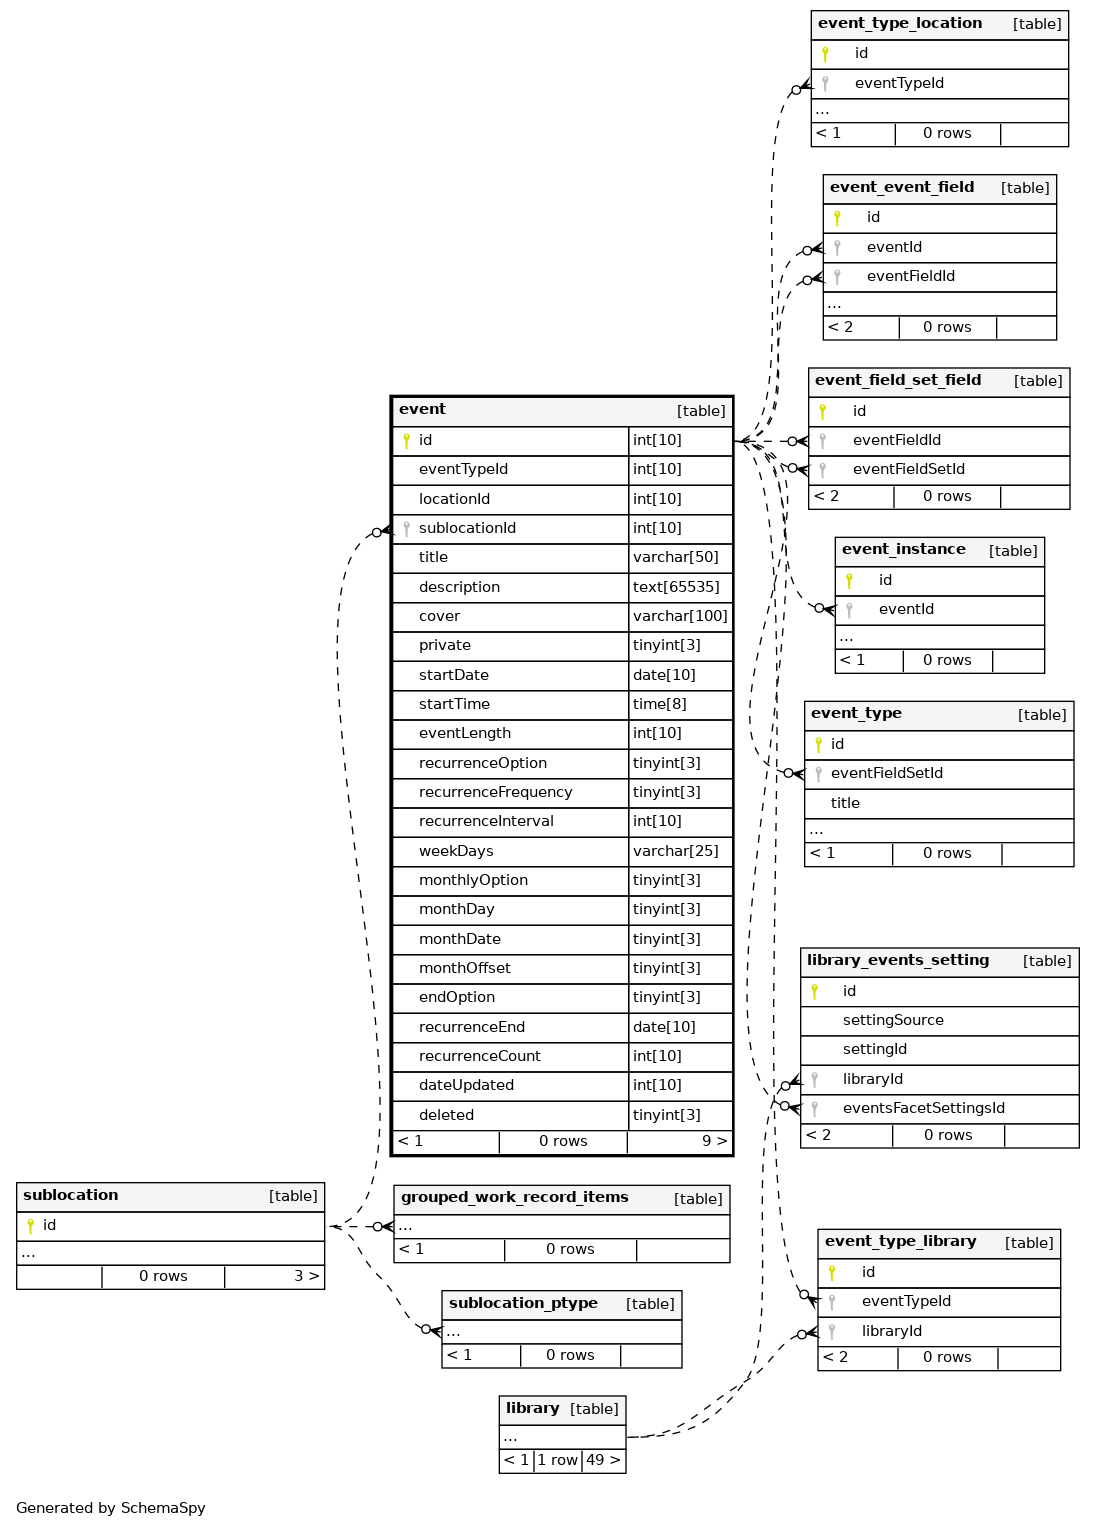 event_type_location [table]
id
eventTypeId
...
< 1 0 rows
event_event_field [table]
id
eventId
eventFieldId
...
< 2 0 rows
event_field_set_field [table]
id
eventFieldId
eventFieldSetId
< 2 0 rows
event [table]
id int[10]
eventTypeId int[10]
locationId int[10]
sublocationId int[10]
title varchar[50]
description text[65535]
cover varchar[100]
private tinyint[3]
startDate date[10]
startTime time[8]
eventLength int[10]
recurrenceOption tinyint[3]
recurrenceFrequency tinyint[3]
recurrenceInterval int[10]
weekDays varchar[25]
monthlyOption tinyint[3]
monthDay tinyint[3]
monthDate tinyint[3]
monthOffset tinyint[3]
endOption tinyint[3]
recurrenceEnd date[10]
recurrenceCount int[10]
dateUpdated int[10]
deleted tinyint[3]
< 1 0 rows 9 >
event_instance [table]
id
eventId
...
< 1 0 rows
event_type [table]
id
eventFieldSetId
title
...
< 1 0 rows
library_events_setting [table]
id
settingSource
settingId
libraryId
eventsFacetSettingsId
< 2 0 rows
sublocation [table]
id
...
0 rows 3 >
grouped_work_record_items [table]
...
< 1 0 rows
event_type_library [table]
id
eventTypeId
libraryId
< 2 0 rows
sublocation_ptype [table]
...
< 1 0 rows
library [table]
...
< 1 1 row 49 >
Generated by SchemaSpy